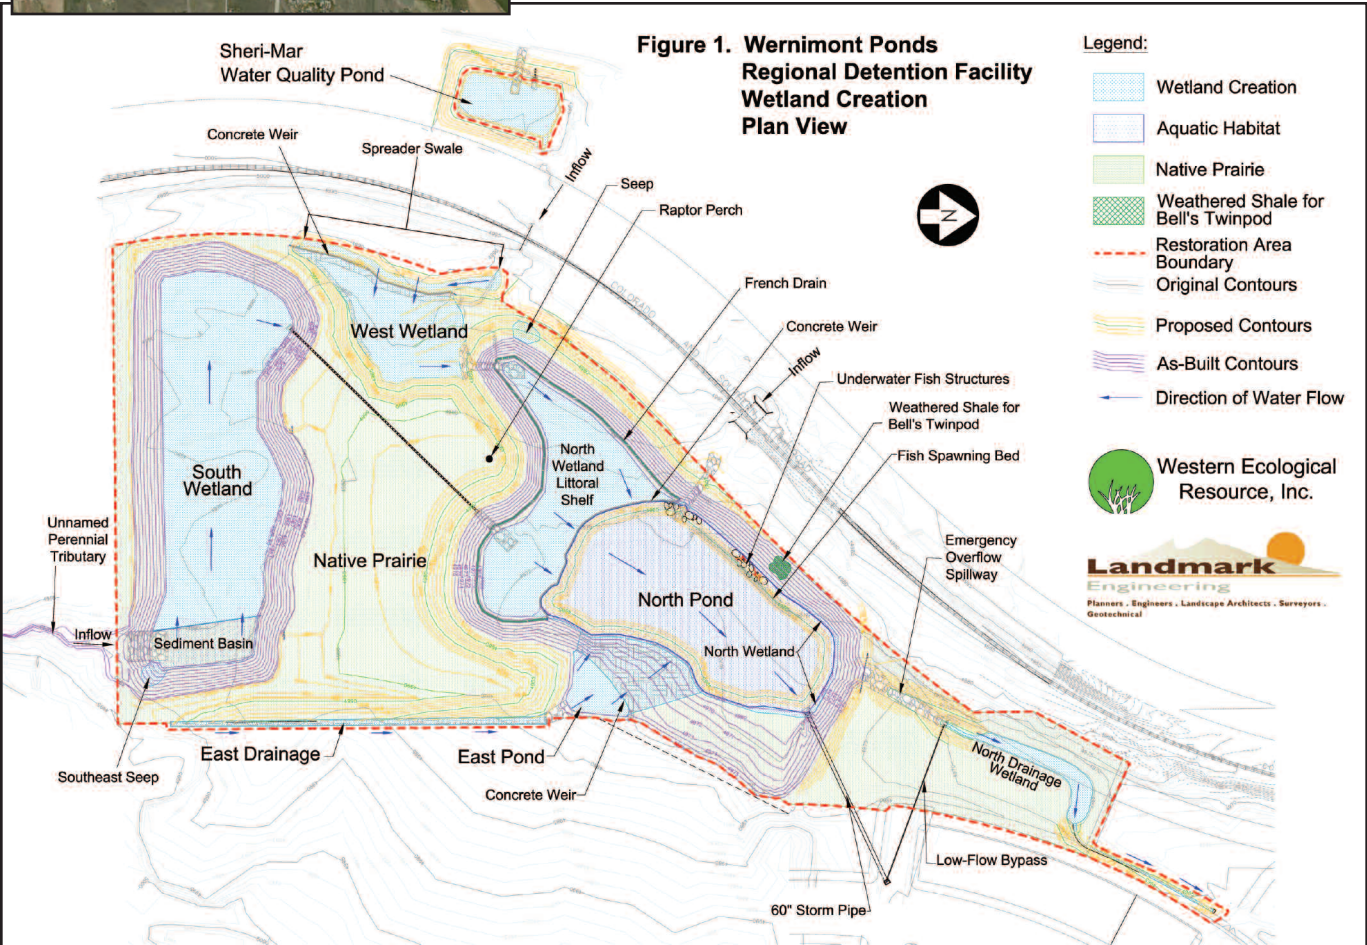 Figure 1. Wernimont Ponds
Regional Detention Facility
Wetland Creation
Plan View
Sheri-Mar
Water Quality Pond
Concrete Weir
Spreader Swale
Inflow
Seep
Raptor Perch
French Drain
Concrete Weir
Inflow
Underwater Fish Structures
Weathered Shale for
Bell's Twinpod
Fish Spawning Bed
COLORADO
N
West Wetland
North
Wetland
Littoral
Shelf
South
Wetland
Unnamed
Perennial
Tributary
Native Prairie
North Pond
Emergency
Overflow
Spillway
Inflow
Sediment Basin
North Wetland
East Drainage
East Pond
North Drainage
Wetland
Southeast Seep
Concrete Weir
Low-Flow Bypass
60" Storm Pipe
Legend:
Wetland Creation
Aquatic Habitat
Native Prairie
Weathered Shale for
Bell's Twinpod
Restoration Area
Boundary
Original Contours
Proposed Contours
As-Built Contours
Direction of Water Flow
Western Ecological
Resource, Inc.
Landmark
Engineering
Planners . Engineers . Landscape Architects . Surveyors .
Geotechnical